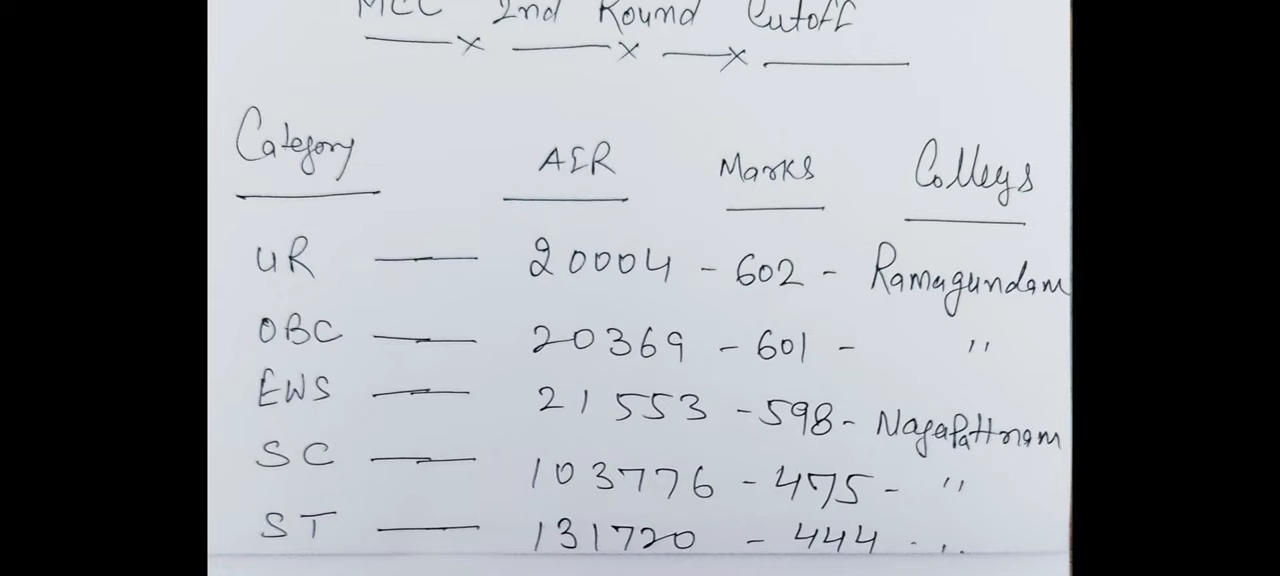 MCC 2nd Round Cutoff
Category AIR Marks Colleys
UR — 20004 - 602 - Ramagundam
OBC — 20369 - 601 - "
EWS — 21553 - 598 - Nagapattnam
SC — 103776 - 475 - "
ST — 131720 - 444 - "